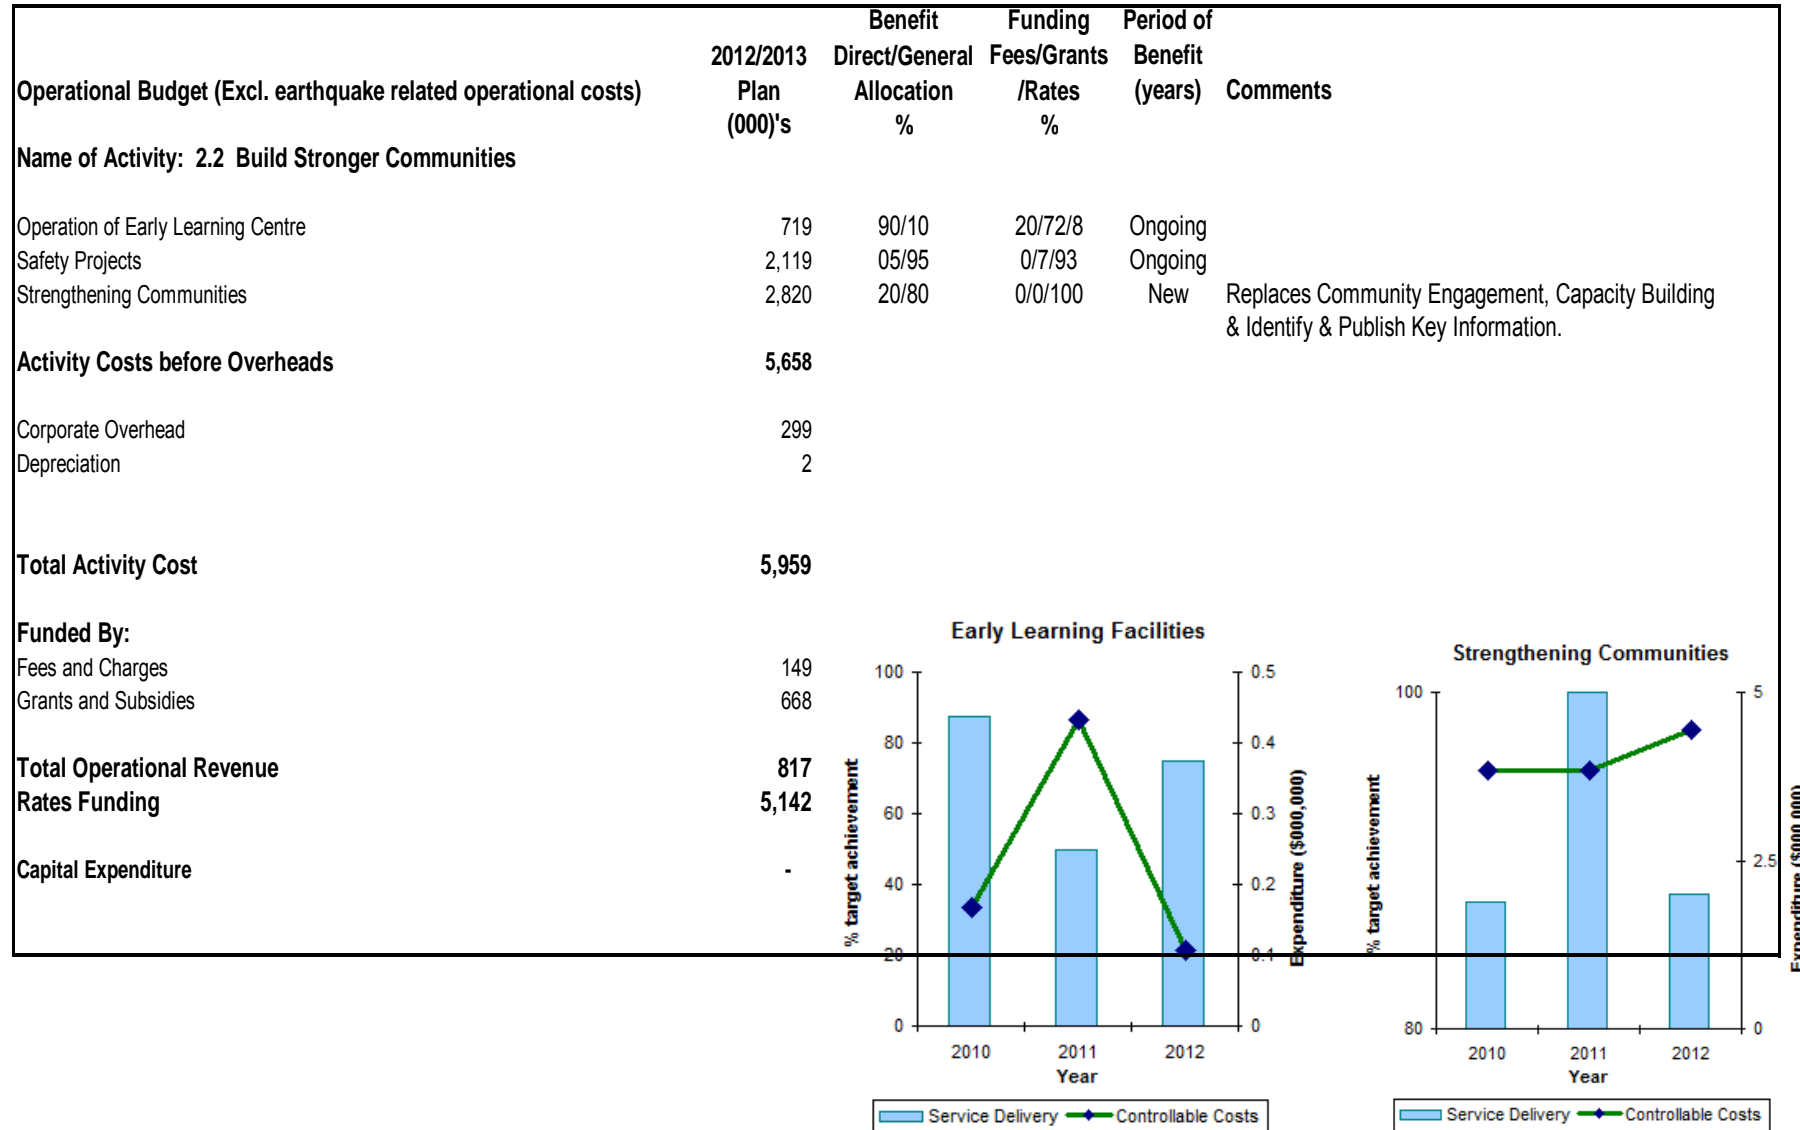 Benefit Funding Period of
2012/2013 Direct/General Fees/Grants Benefit
Operational Budget (Excl. earthquake related operational costs) Plan Allocation /Rates (years) Comments
(000)'s % %
Name of Activity: 2.2 Build Stronger Communities
Operation of Early Learning Centre 719 90/10 20/72/8 Ongoing
Safety Projects 2,119 05/95 0/7/93 Ongoing
Strengthening Communities 2,820 20/80 0/0/100 New Replaces Community Engagement, Capacity Building
& Identify & Publish Key Information.
Activity Costs before Overheads 5,658
Corporate Overhead 299
Depreciation 2
Total Activity Cost 5,959
Funded By:
Fees and Charges 149
Grants and Subsidies 668
Total Operational Revenue 817
Rates Funding 5,142
Capital Expenditure -
Early Learning Facilities
100
80
60
40
20
0
% target achievement
0.5
0.4
0.3
0.2
0.1
0
Expenditure ($000,000)
2010 2011 2012
Year
Service Delivery Controllable Costs
Strengthening Communities
100
80
% target achievement
5
2.5
0
Expenditure ($000,000)
2010 2011 2012
Year
Service Delivery Controllable Costs